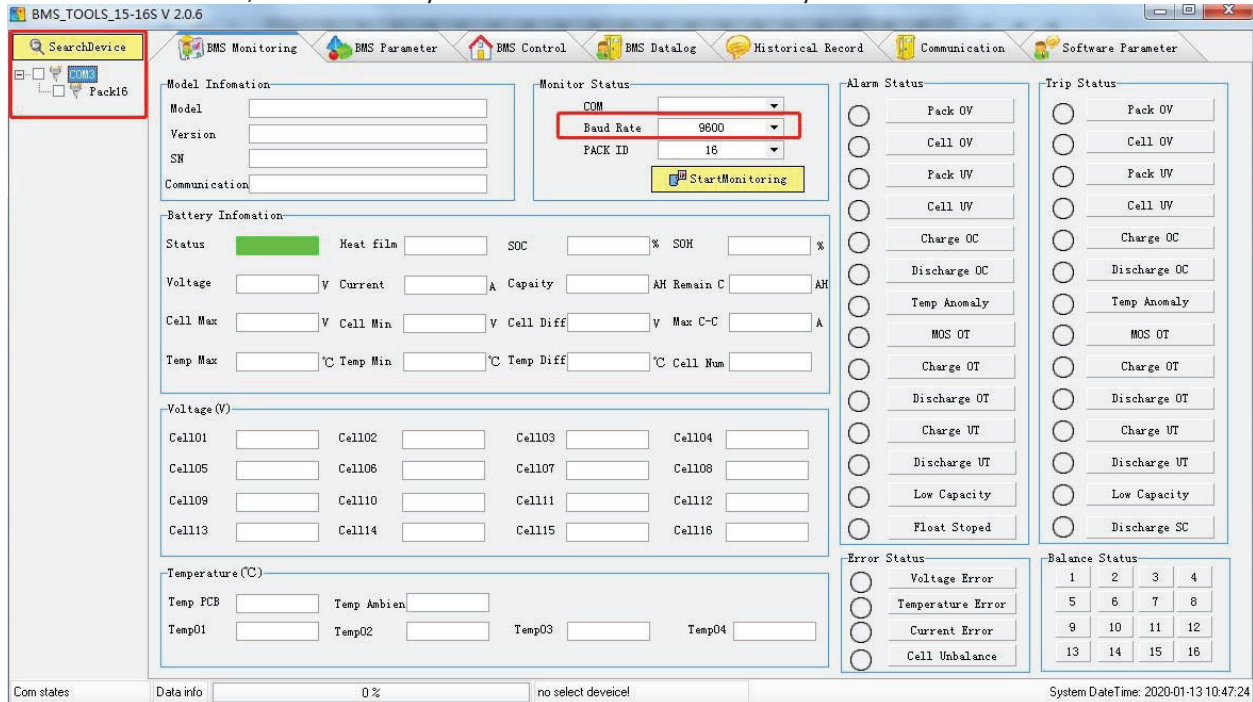 BMS_TOOLS_15-16S V 2.0.6
SearchDevice
COM3
Pack16
BMS Monitoring
BMS Parameter
BMS Control
BMS Datalog
Historical Record
Communication
Software Parameter
Model Infomation
Model
Version
SN
Communication
Monitor Status
COM
Baud Rate 9600
PACK ID 16
StartMonitoring
Battery Infomation
Status Heat film SOC % SOH %
Voltage V Current A Capaity AH Remain C AH
Cell Max V Cell Min V Cell Diff V Max C-C A
Temp Max ℃ Temp Min ℃ Temp Diff ℃ Cell Num
Voltage(V)
Cell01 Cell02 Cell03 Cell04
Cell05 Cell06 Cell07 Cell08
Cell09 Cell10 Cell11 Cell12
Cell13 Cell14 Cell15 Cell16
Temperature(℃)
Temp PCB Temp Ambien
Temp01 Temp02 Temp03 Temp04
Alarm Status
Pack OV
Cell OV
Pack UV
Cell UV
Charge OC
Discharge OC
Temp Anomaly
MOS OT
Charge OT
Discharge OT
Charge UT
Discharge UT
Low Capacity
Float Stoped
Trip Status
Pack OV
Cell OV
Pack UV
Cell UV
Charge OC
Discharge OC
Temp Anomaly
MOS OT
Charge OT
Discharge OT
Charge UT
Discharge UT
Low Capacity
Discharge SC
Error Status
Voltage Error
Temperature Error
Current Error
Cell Unbalance
Balance Status
1 2 3 4
5 6 7 8
9 10 11 12
13 14 15 16
Com states
Data info
0 %
no select deveice!
System DateTime: 2020-01-13 10:47:24